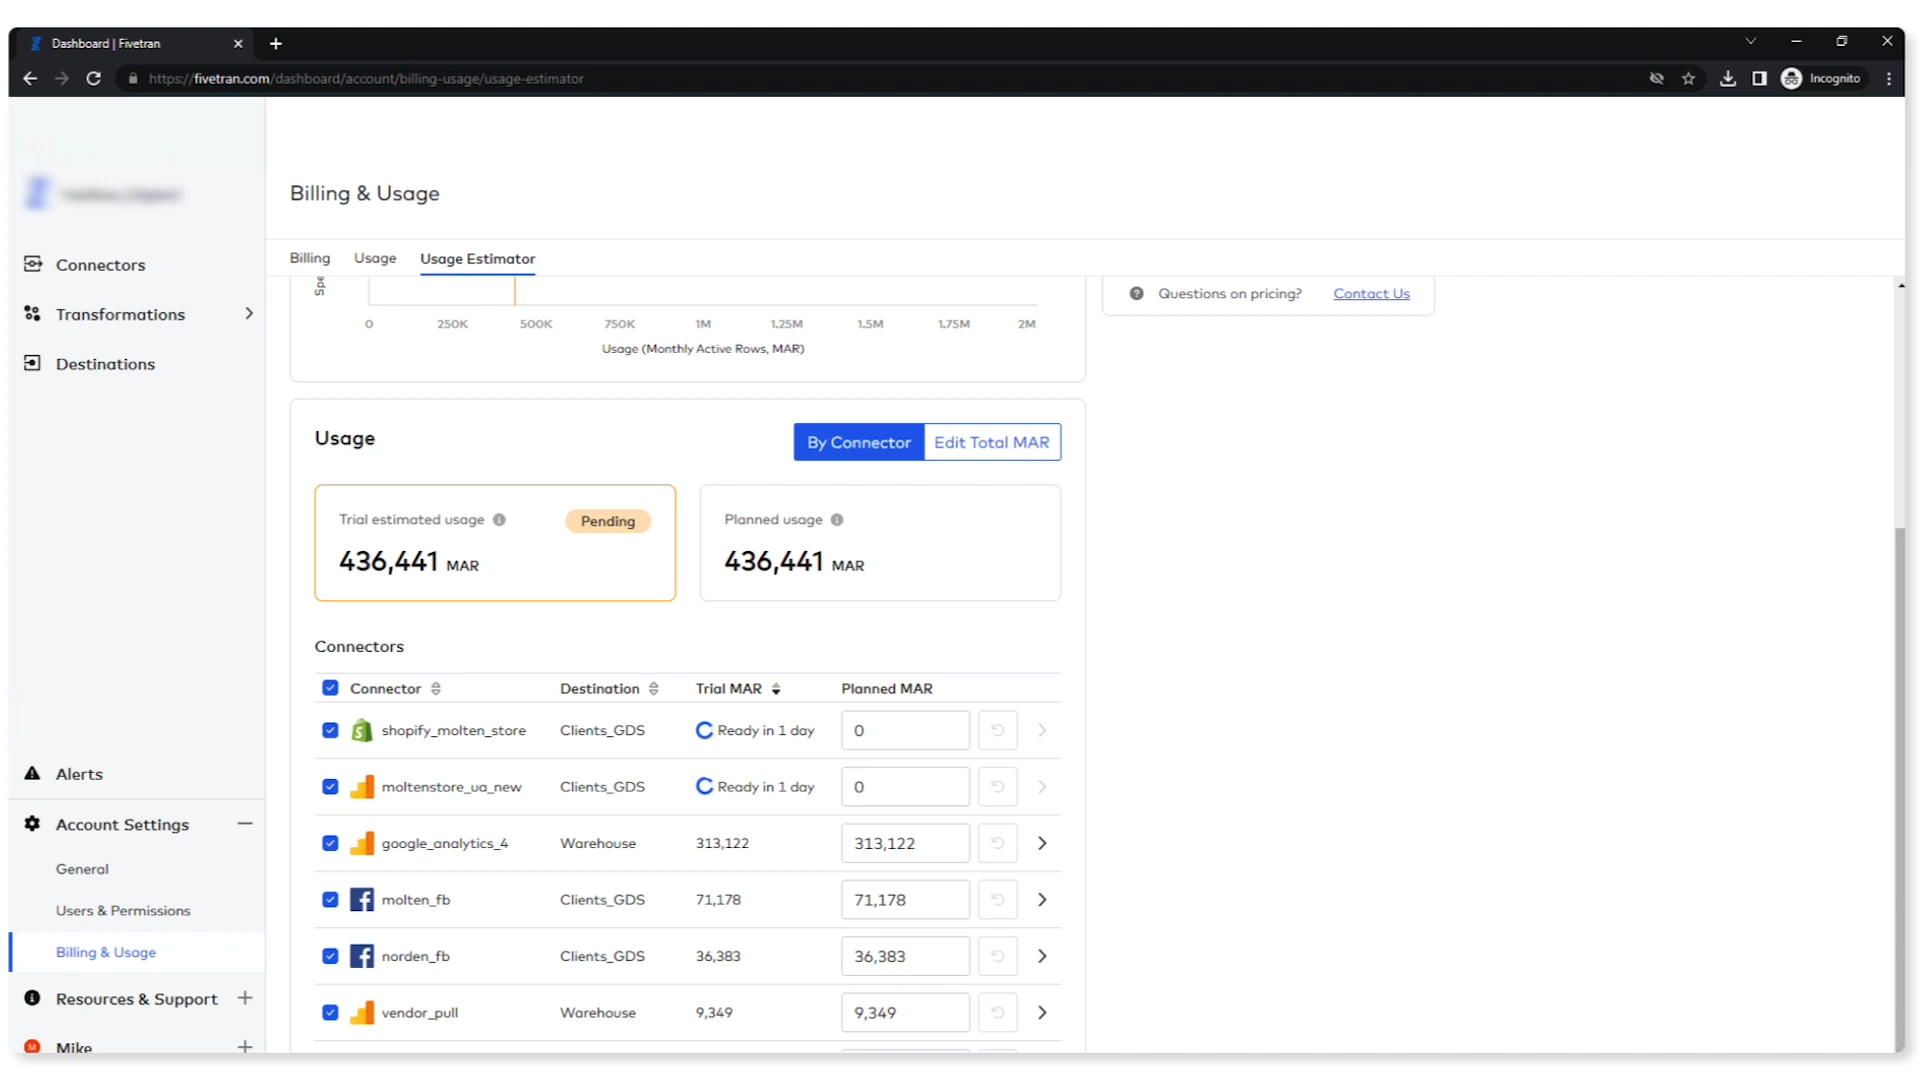 Dashboard | Fivetran
https://fivetran.com/dashboard/account/billing-usage/usage-estimator
Incognito
Billing & Usage
Connectors
Transformations
Destinations
Billing Usage Usage Estimator
Spe
0 250K 500K 750K 1M 1.25M 1.5M 1.75M 2M
Usage (Monthly Active Rows, MAR)
Questions on pricing? Contact Us
Usage
By Connector Edit Total MAR
Trial estimated usage Pending
436,441 MAR
Planned usage
436,441 MAR
Connectors
Connector Destination Trial MAR Planned MAR
shopify_molten_store Clients_GDS Ready in 1 day 0
moltenstore_ua_new Clients_GDS Ready in 1 day 0
google_analytics_4 Warehouse 313,122 313,122
molten_fb Clients_GDS 71,178 71,178
norden_fb Clients_GDS 36,383 36,383
vendor_pull Warehouse 9,349 9,349
Alerts
Account Settings
General
Users & Permissions
Billing & Usage
Resources & Support
M Mike